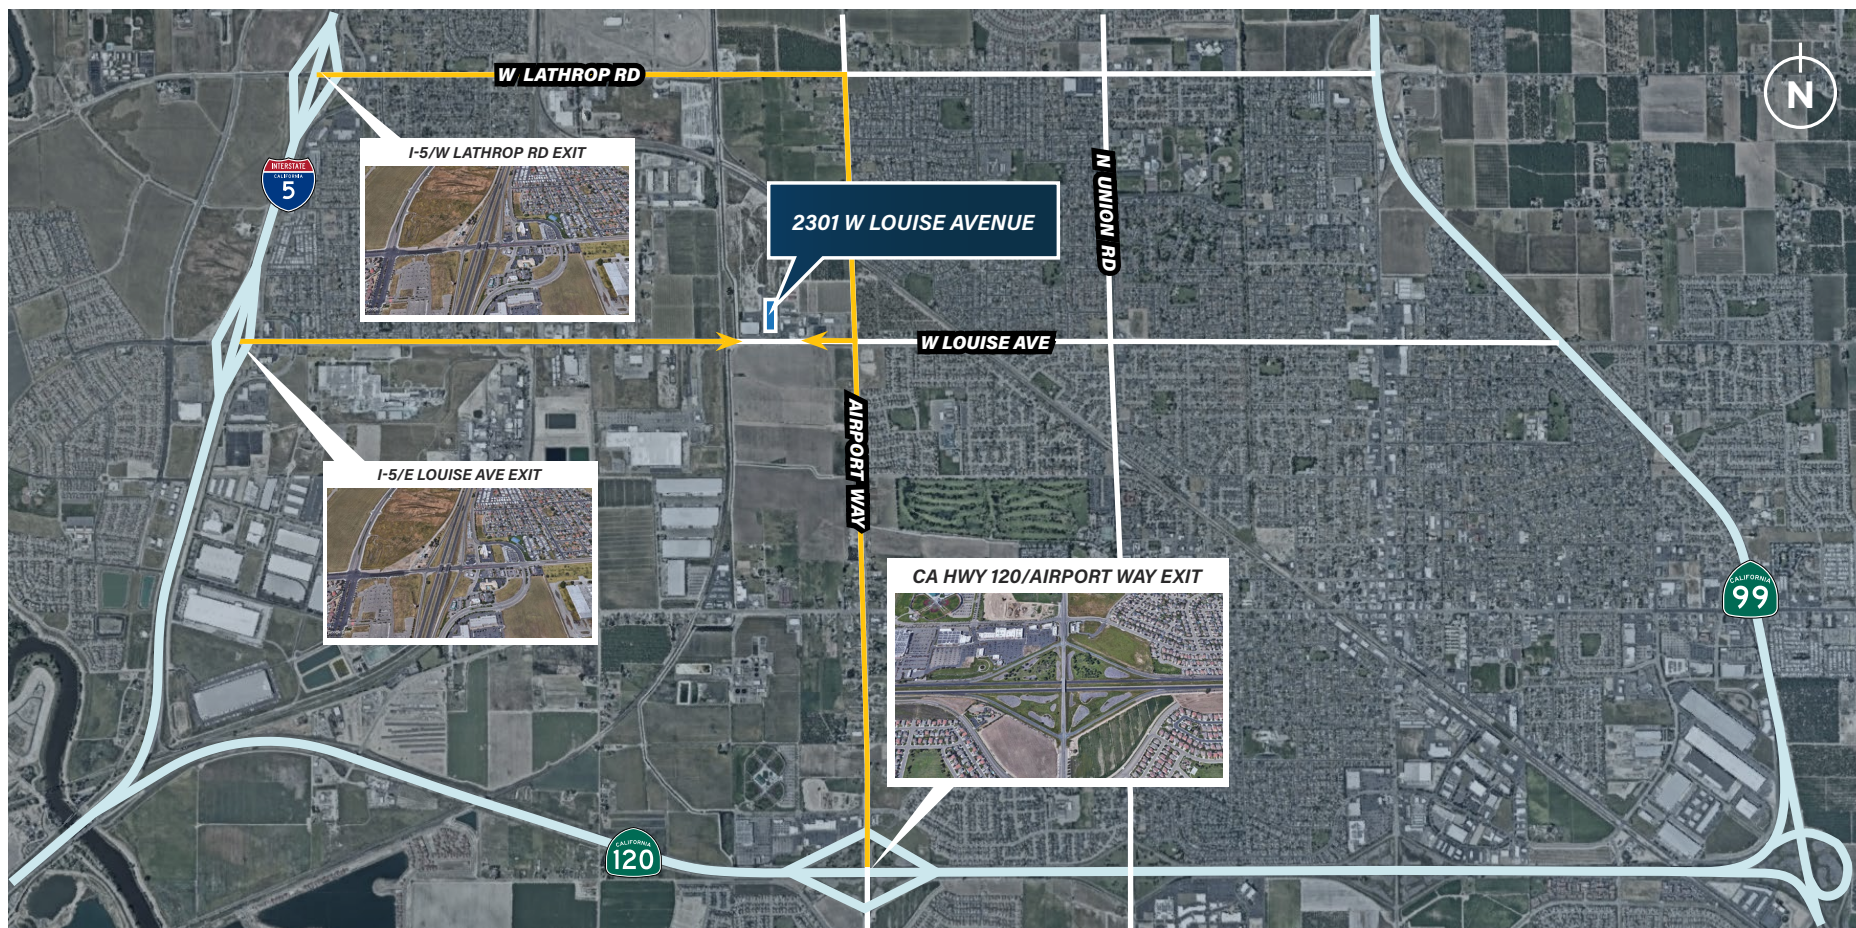 W LATHROP RD
N
I-5/W LATHROP RD EXIT
INTERSTATE
CALIFORNIA
5
N UNION RD
2301 W LOUISE AVENUE
W LOUISE AVE
AIRPORT WAY
I-5/E LOUISE AVE EXIT
CA HWY 120/AIRPORT WAY EXIT
CALIFORNIA
99
CALIFORNIA
120